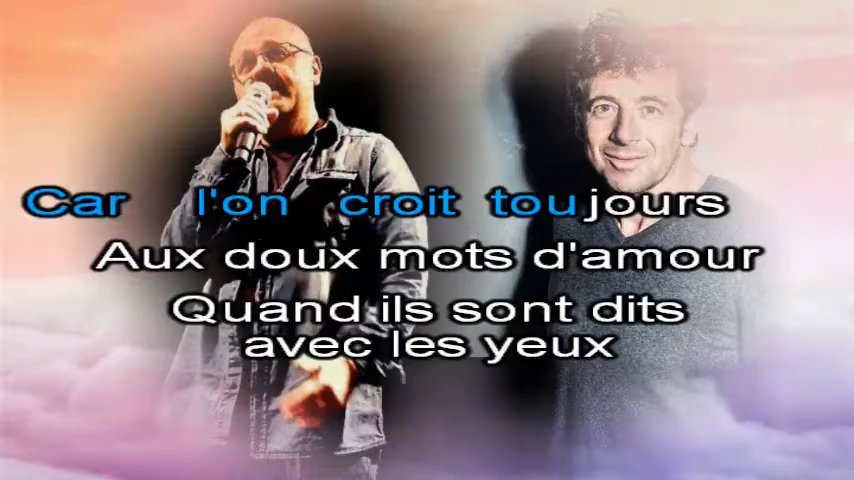 Car l'on croit toujours
Aux doux mots d'amour
Quand ils sont dits
avec les yeux